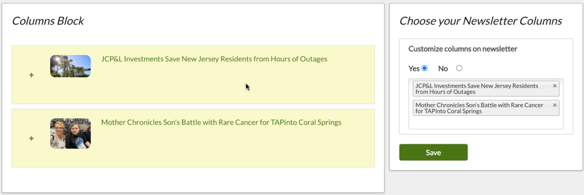 Columns Block
JCP&L Investments Save New Jersey Residents from Hours of Outages
Mother Chronicles Son's Battle with Rare Cancer for TAPinto Coral Springs
Choose your Newsletter Columns
Customize columns on newsletter
Yes No
JCP&L Investments Save New Jersey Residents
from Hours of Outages
Mother Chronicles Son's Battle with Rare Cancer
for TAPinto Coral Springs
Save